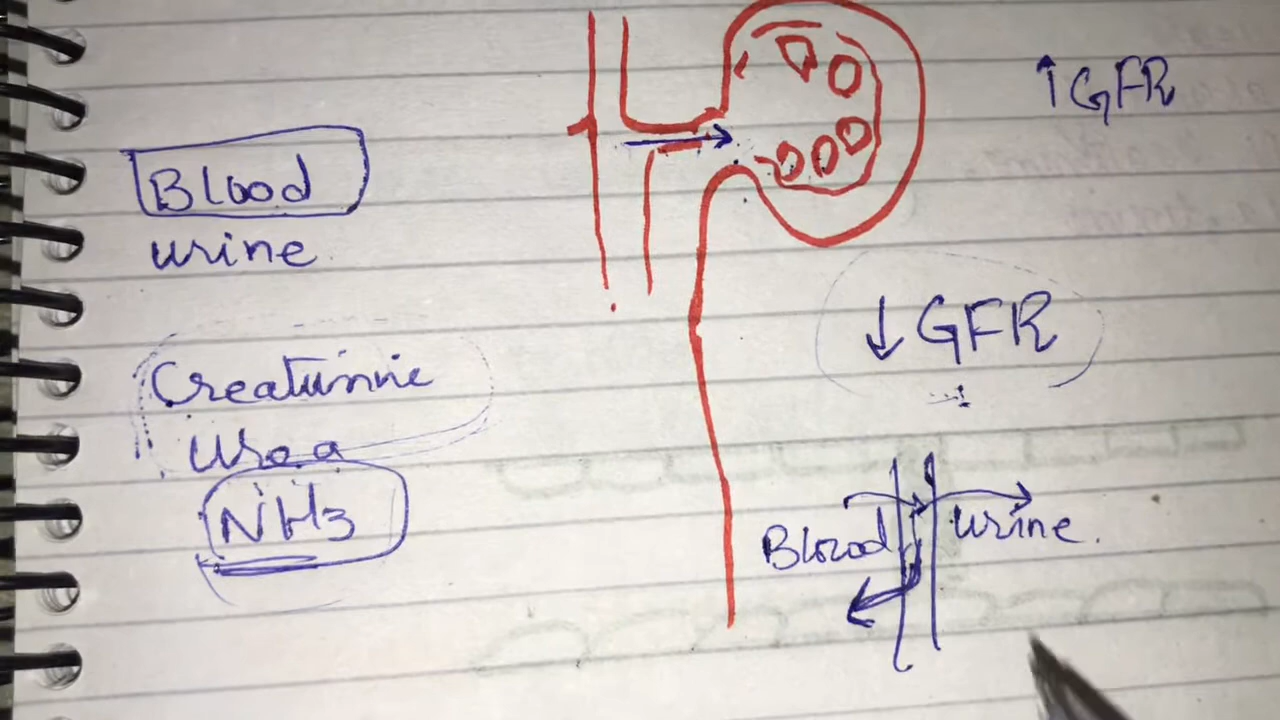 ↑GFR
Blood
urine
↓GFR
Creatinine
Urea
NH3
Blood urine.